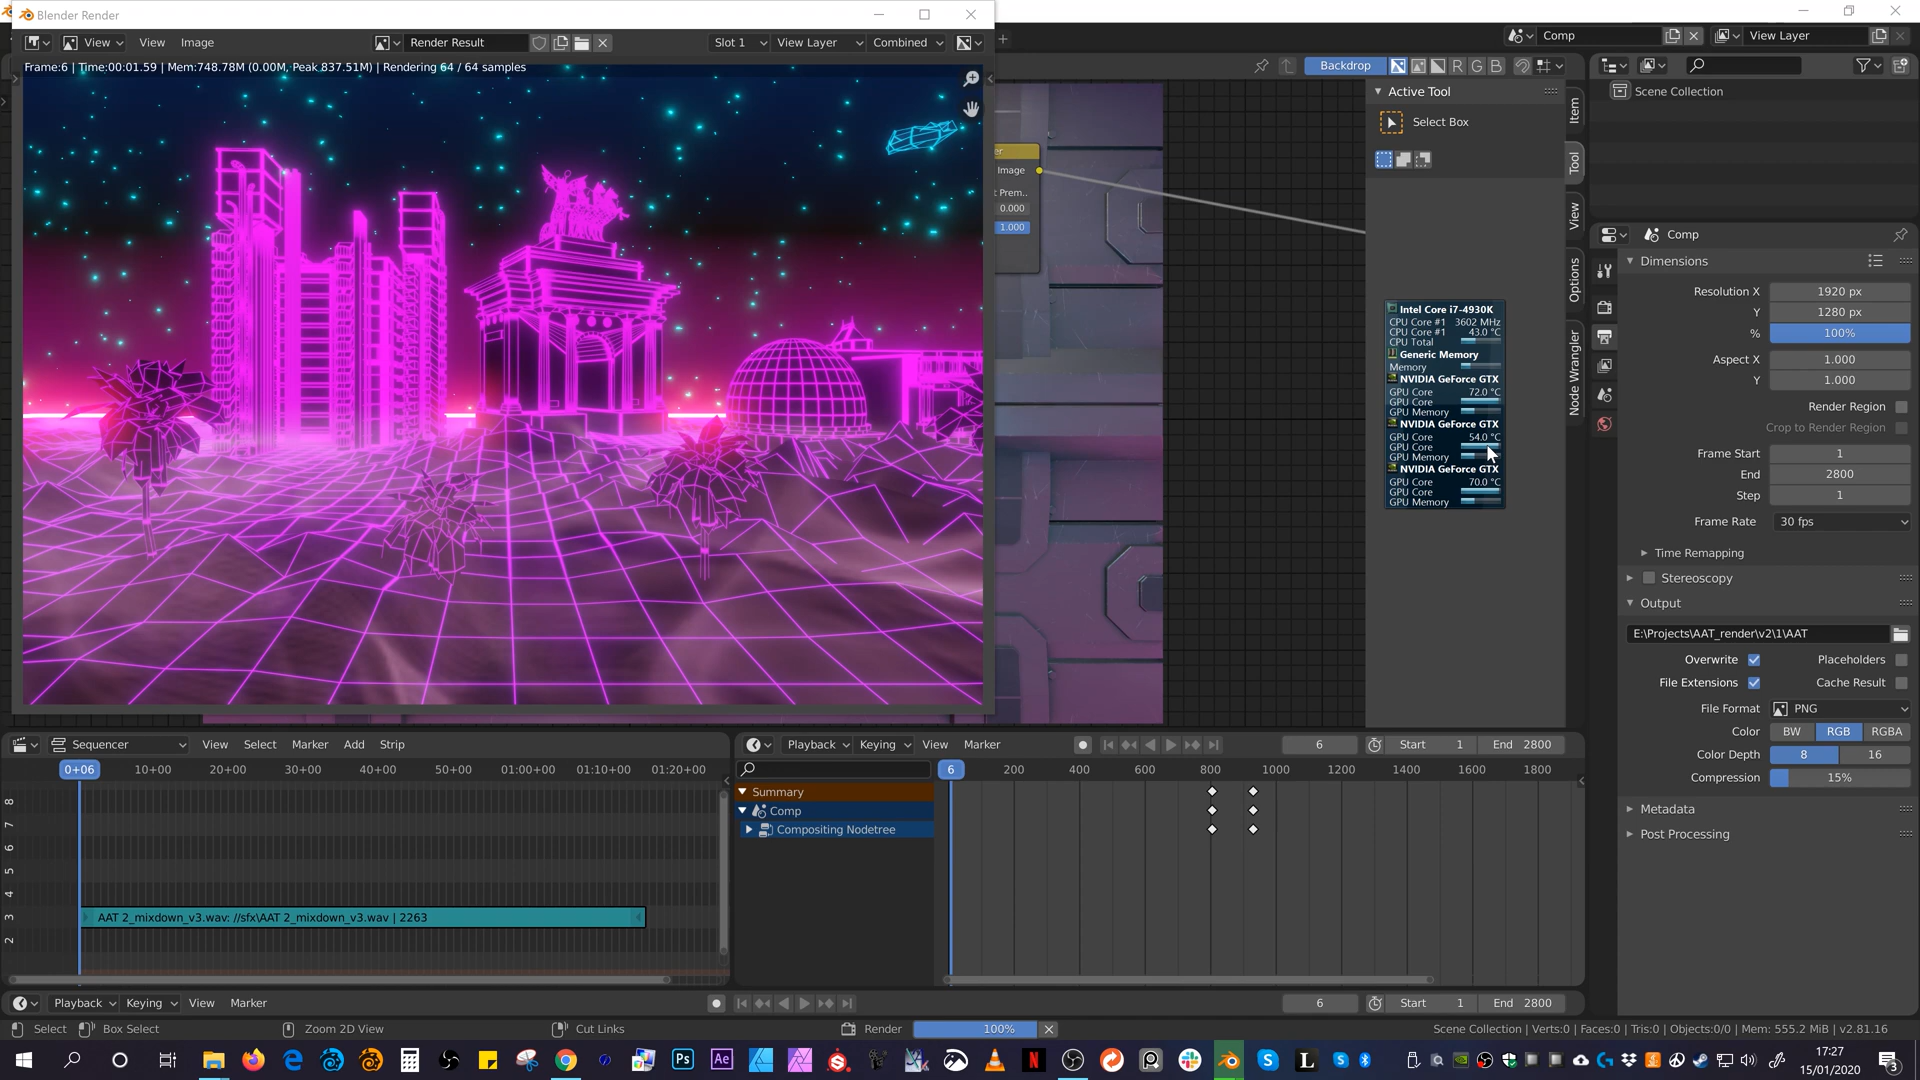 Blender Render
View
View
Image
Render Result
Slot 1
View Layer
Combined
Frame:6 | Time:00:01.59 | Mem:748.78M (0.00M, Peak 837.51M) | Rendering 64 / 64 samples
Comp
View Layer
Backdrop
R G B
Active Tool
Select Box
Item
Tool
View
Options
Node Wrangler
Image
t Prem..
0.000
1.000
Intel Core i7-4930K
CPU Core #1 3602 MHz
CPU Core #1 43.0 °C
CPU Total
Generic Memory
Memory
NVIDIA GeForce GTX
GPU Core 72.0 °C
GPU Core
GPU Memory
NVIDIA GeForce GTX
GPU Core 54.0 °C
GPU Core
GPU Memory
NVIDIA GeForce GTX
GPU Core 70.0 °C
GPU Core
GPU Memory
Scene Collection
Comp
Dimensions
Resolution X 1920 px
Y 1280 px
% 100%
Aspect X 1.000
Y 1.000
Render Region
Crop to Render Region
Frame Start 1
End 2800
Step 1
Frame Rate 30 fps
Time Remapping
Stereoscopy
Output
E:\Projects\AAT_render\v2\1\AAT
Overwrite Placeholders
File Extensions Cache Result
File Format PNG
Color BW RGB RGBA
Color Depth 8 16
Compression 15%
Metadata
Post Processing
Sequencer View Select Marker Add Strip
0+06 10+00 20+00 30+00 40+00 50+00 01:00+00 01:10+00 01:20+00
8
7
6
5
4
3
2
AAT 2_mixdown_v3.wav: //sfx\AAT 2_mixdown_v3.wav | 2263
Playback Keying View Marker 6 Start 1 End 2800
6 200 400 600 800 1000 1200 1400 1600 1800
Summary
Comp
Compositing Nodetree
Playback Keying View Marker 6 Start 1 End 2800
Select Box Select Zoom 2D View Cut Links Render 100% Scene Collection | Verts:0 | Faces:0 | Tris:0 | Objects:0/0 | Mem: 555.2 MiB | v2.81.16
Ps
Ae
N
L
S
17:27
15/01/2020
3